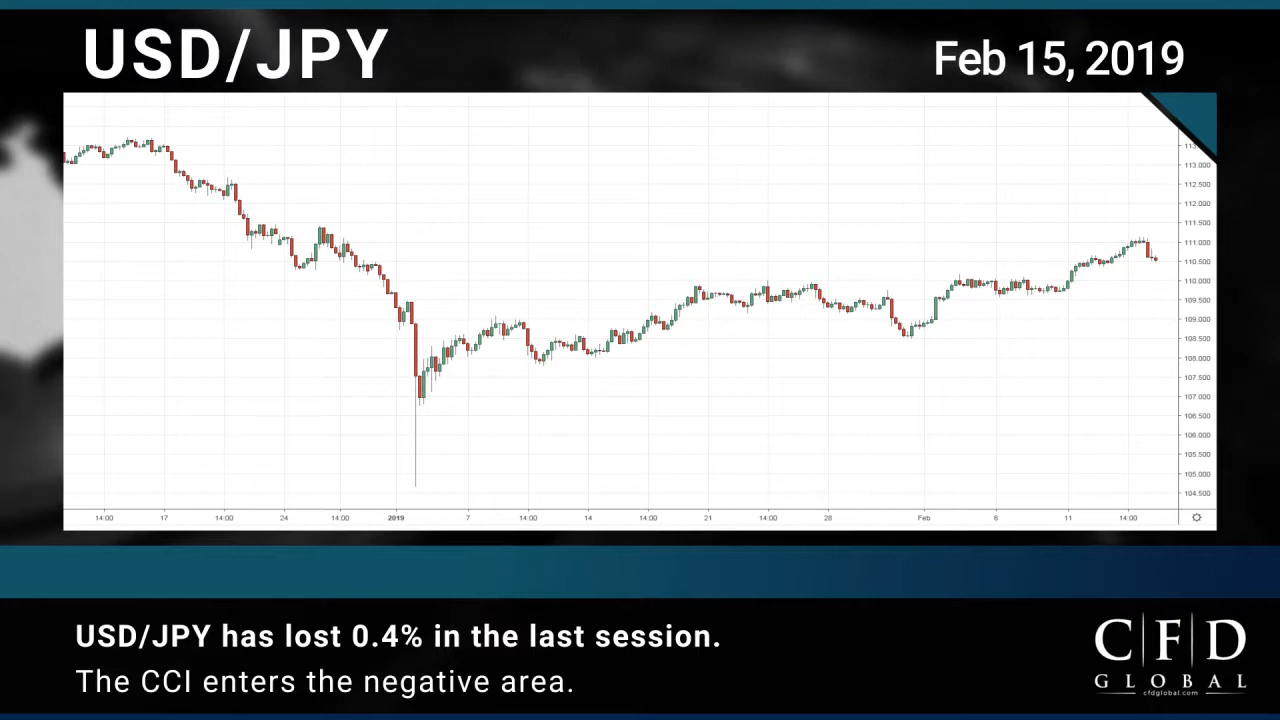 USD/JPY
Feb 15, 2019
113.000
112.500
112.000
111.500
111.000
110.500
110.000
109.500
109.000
108.500
108.000
107.500
107.000
106.500
106.000
105.500
105.000
104.500
14:00 17 14:00 24 14:00 2019 7 14:00 14 14:00 21 14:00 28 Feb 6 11 14:00
USD/JPY has lost 0.4% in the last session.
The CCI enters the negative area.
CFD
GLOBAL
cfdglobal.com